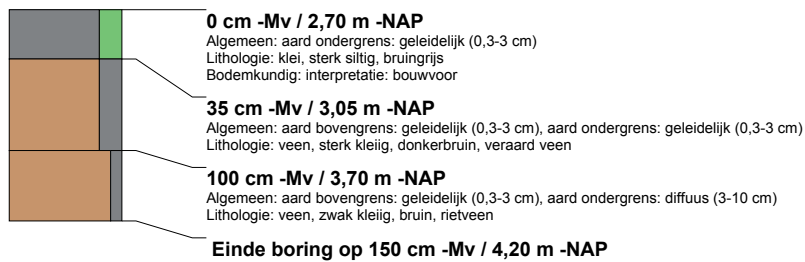 0 cm -Mv / 2,70 m -NAP
Algemeen: aard ondergrens: geleidelijk (0,3-3 cm)
Lithologie: klei, sterk siltig, bruingrijs
Bodemkundig: interpretatie: bouwvoor
35 cm -Mv / 3,05 m -NAP
Algemeen: aard bovengrens: geleidelijk (0,3-3 cm), aard ondergrens: geleidelijk (0,3-3 cm)
Lithologie: veen, sterk kleiig, donkerbruin, veraard veen
100 cm -Mv / 3,70 m -NAP
Algemeen: aard bovengrens: geleidelijk (0,3-3 cm), aard ondergrens: diffuus (3-10 cm)
Lithologie: veen, zwak kleiig, bruin, rietveen
Einde boring op 150 cm -Mv / 4,20 m -NAP